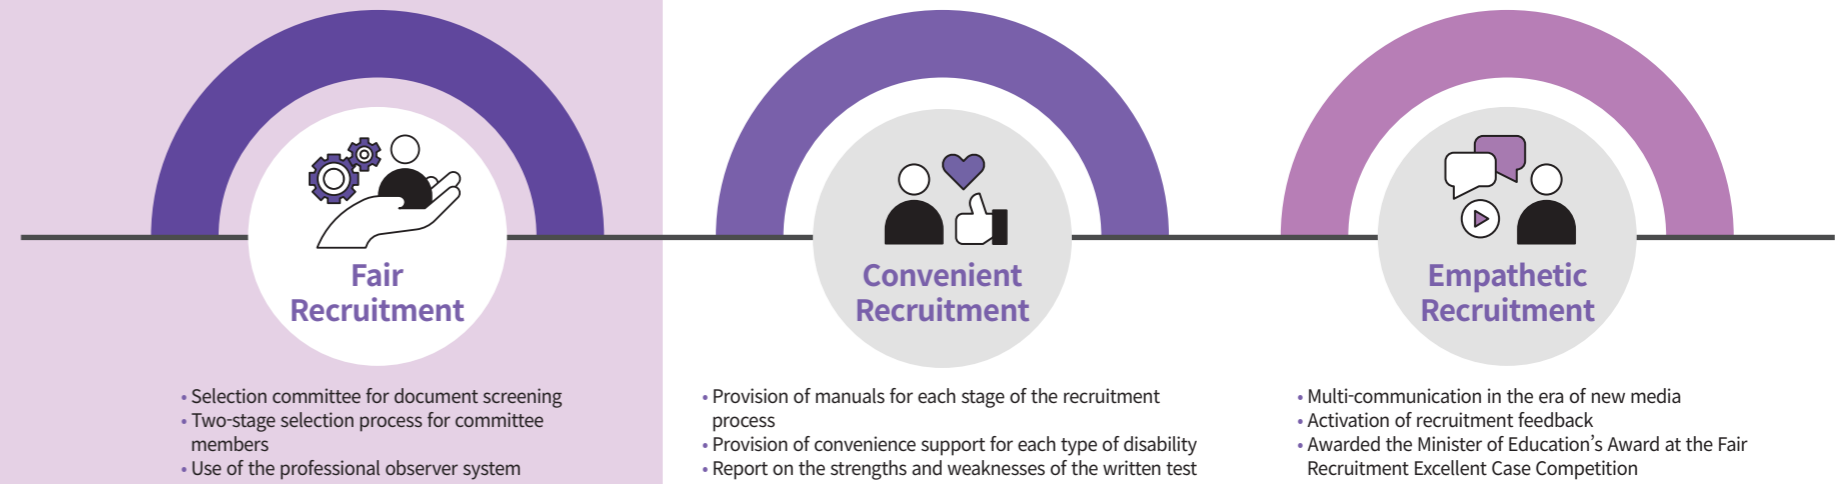 Fair
Recruitment
• Selection committee for document screening
• Two-stage selection process for committee
members
• Use of the professional observer system
Convenient
Recruitment
• Provision of manuals for each stage of the recruitment
process
• Provision of convenience support for each type of disability
• Report on the strengths and weaknesses of the written test
Empathetic
Recruitment
• Multi-communication in the era of new media
• Activation of recruitment feedback
• Awarded the Minister of Education’s Award at the Fair
Recruitment Excellent Case Competition